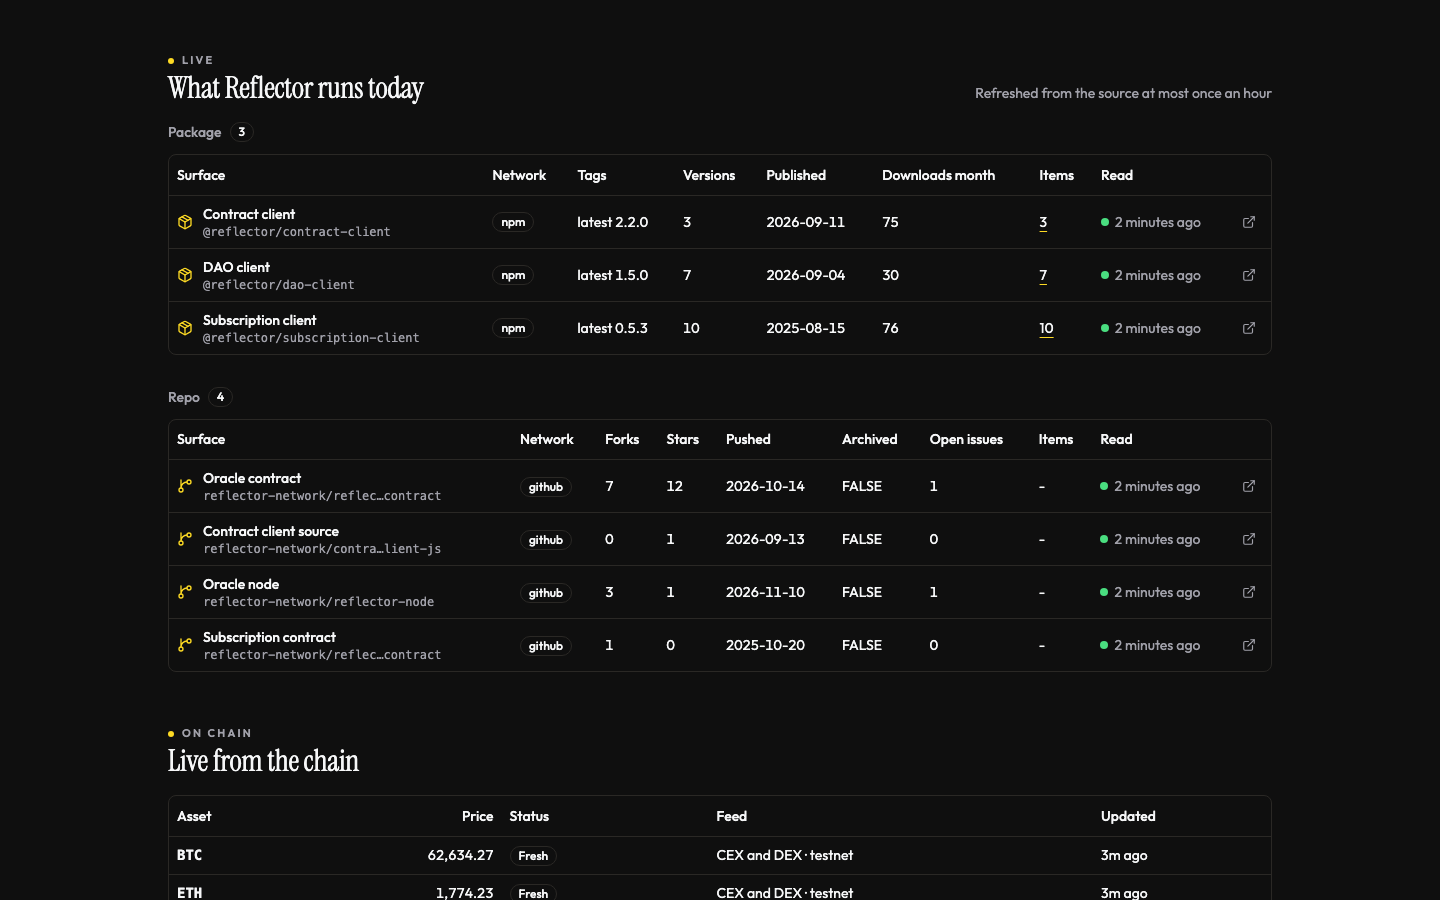 LIVE
What Reflector runs today
Refreshed from the source at most once an hour
Package 3
Surface Network Tags Versions Published Downloads month Items Read
Contract client
@reflector/contract-client
npm latest 2.2.0 3 2026-09-11 75 3 2 minutes ago
DAO client
@reflector/dao-client
npm latest 1.5.0 7 2026-09-04 30 7 2 minutes ago
Subscription client
@reflector/subscription-client
npm latest 0.5.3 10 2025-08-15 76 10 2 minutes ago
Repo 4
Surface Network Forks Stars Pushed Archived Open issues Items Read
Oracle contract
reflector-network/reflec…contract
github 7 12 2026-10-14 FALSE 1 - 2 minutes ago
Contract client source
reflector-network/contra…lient-js
github 0 1 2026-09-13 FALSE 0 - 2 minutes ago
Oracle node
reflector-network/reflector-node
github 3 1 2026-11-10 FALSE 1 - 2 minutes ago
Subscription contract
reflector-network/reflec…contract
github 1 0 2025-10-20 FALSE 0 - 2 minutes ago
ON CHAIN
Live from the chain
Asset Price Status Feed Updated
BTC 62,634.27 Fresh CEX and DEX · testnet 3m ago
ETH 1,774.23 Fresh CEX and DEX · testnet 3m ago